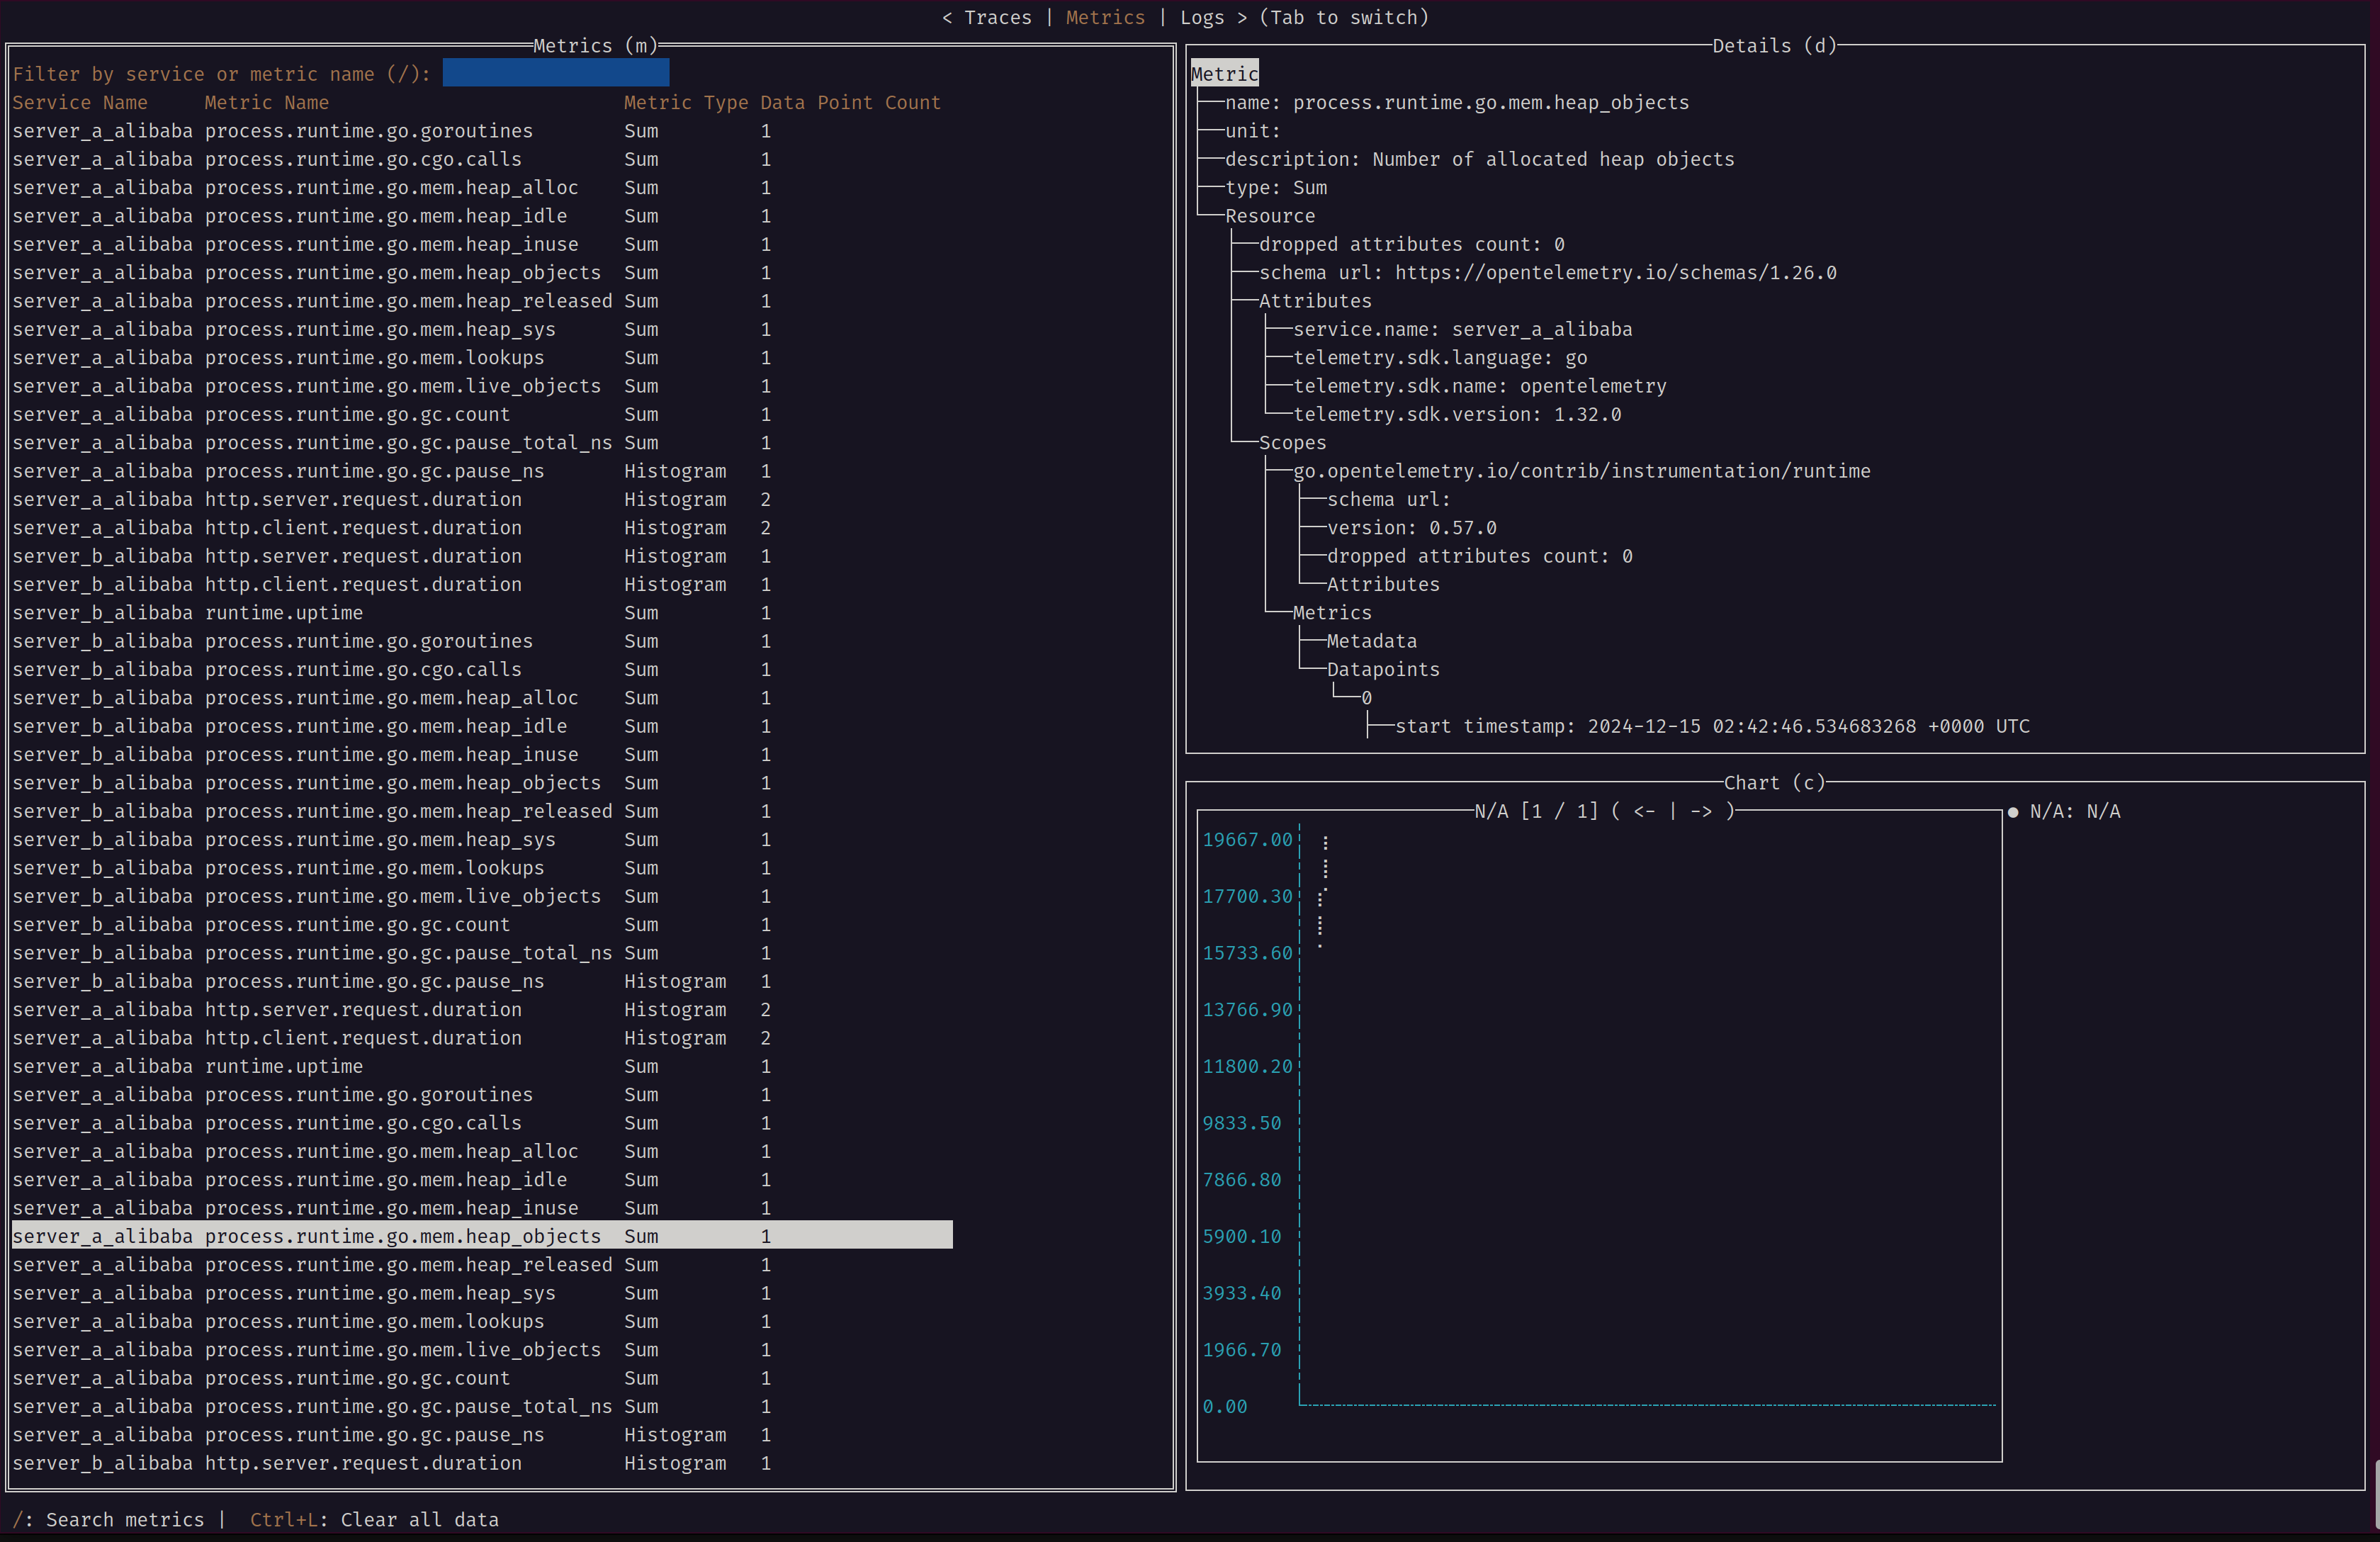 < Traces | Metrics | Logs > (Tab to switch)
Metrics (m)
Filter by service or metric name (/):
Service Name Metric Name Metric Type Data Point Count
server_a_alibaba process.runtime.go.goroutines Sum 1
server_a_alibaba process.runtime.go.cgo.calls Sum 1
server_a_alibaba process.runtime.go.mem.heap_alloc Sum 1
server_a_alibaba process.runtime.go.mem.heap_idle Sum 1
server_a_alibaba process.runtime.go.mem.heap_inuse Sum 1
server_a_alibaba process.runtime.go.mem.heap_objects Sum 1
server_a_alibaba process.runtime.go.mem.heap_released Sum 1
server_a_alibaba process.runtime.go.mem.heap_sys Sum 1
server_a_alibaba process.runtime.go.mem.lookups Sum 1
server_a_alibaba process.runtime.go.mem.live_objects Sum 1
server_a_alibaba process.runtime.go.gc.count Sum 1
server_a_alibaba process.runtime.go.gc.pause_total_ns Sum 1
server_a_alibaba process.runtime.go.gc.pause_ns Histogram 1
server_a_alibaba http.server.request.duration Histogram 2
server_a_alibaba http.client.request.duration Histogram 2
server_b_alibaba http.server.request.duration Histogram 1
server_b_alibaba http.client.request.duration Histogram 1
server_b_alibaba runtime.uptime Sum 1
server_b_alibaba process.runtime.go.goroutines Sum 1
server_b_alibaba process.runtime.go.cgo.calls Sum 1
server_b_alibaba process.runtime.go.mem.heap_alloc Sum 1
server_b_alibaba process.runtime.go.mem.heap_idle Sum 1
server_b_alibaba process.runtime.go.mem.heap_inuse Sum 1
server_b_alibaba process.runtime.go.mem.heap_objects Sum 1
server_b_alibaba process.runtime.go.mem.heap_released Sum 1
server_b_alibaba process.runtime.go.mem.heap_sys Sum 1
server_b_alibaba process.runtime.go.mem.lookups Sum 1
server_b_alibaba process.runtime.go.mem.live_objects Sum 1
server_b_alibaba process.runtime.go.gc.count Sum 1
server_b_alibaba process.runtime.go.gc.pause_total_ns Sum 1
server_b_alibaba process.runtime.go.gc.pause_ns Histogram 1
server_a_alibaba http.server.request.duration Histogram 2
server_a_alibaba http.client.request.duration Histogram 2
server_a_alibaba runtime.uptime Sum 1
server_a_alibaba process.runtime.go.goroutines Sum 1
server_a_alibaba process.runtime.go.cgo.calls Sum 1
server_a_alibaba process.runtime.go.mem.heap_alloc Sum 1
server_a_alibaba process.runtime.go.mem.heap_idle Sum 1
server_a_alibaba process.runtime.go.mem.heap_inuse Sum 1
server_a_alibaba process.runtime.go.mem.heap_objects Sum 1
server_a_alibaba process.runtime.go.mem.heap_released Sum 1
server_a_alibaba process.runtime.go.mem.heap_sys Sum 1
server_a_alibaba process.runtime.go.mem.lookups Sum 1
server_a_alibaba process.runtime.go.mem.live_objects Sum 1
server_a_alibaba process.runtime.go.gc.count Sum 1
server_a_alibaba process.runtime.go.gc.pause_total_ns Sum 1
server_a_alibaba process.runtime.go.gc.pause_ns Histogram 1
server_b_alibaba http.server.request.duration Histogram 1
Details (d)
Metric
name: process.runtime.go.mem.heap_objects
unit:
description: Number of allocated heap objects
type: Sum
Resource
dropped attributes count: 0
schema url: https://opentelemetry.io/schemas/1.26.0
Attributes
service.name: server_a_alibaba
telemetry.sdk.language: go
telemetry.sdk.name: opentelemetry
telemetry.sdk.version: 1.32.0
Scopes
go.opentelemetry.io/contrib/instrumentation/runtime
schema url:
version: 0.57.0
dropped attributes count: 0
Attributes
Metrics
Metadata
Datapoints
0
start timestamp: 2024-12-15 02:42:46.534683268 +0000 UTC
Chart (c)
N/A [1 / 1] ( <- | -> )
● N/A: N/A
19667.00
17700.30
15733.60
13766.90
11800.20
9833.50
7866.80
5900.10
3933.40
1966.70
0.00
/: Search metrics | Ctrl+L: Clear all data